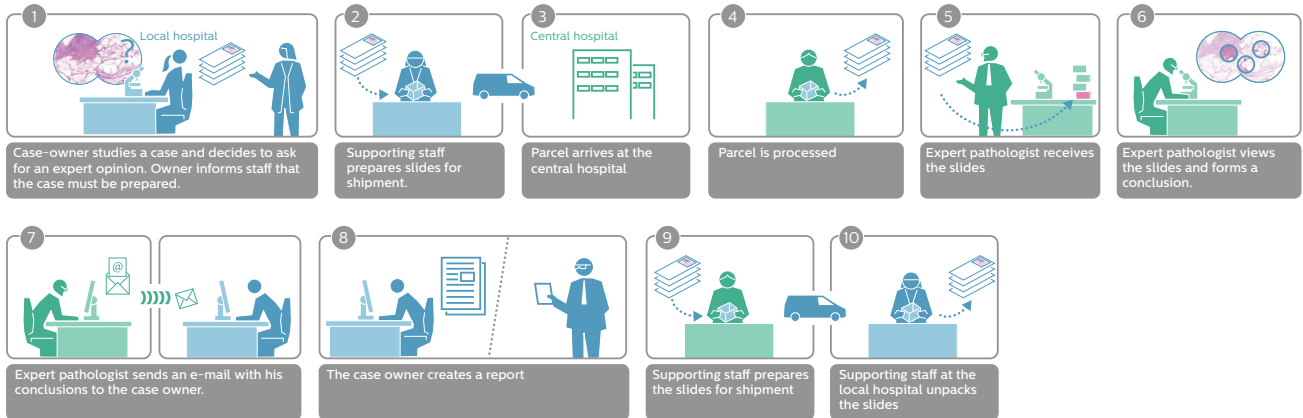 1
Local hospital
?
Case-owner studies a case and decides to ask
for an expert opinion. Owner informs staff that
the case must be prepared.
2
Supporting staff
prepares slides for
shipment.
3
Central hospital
Parcel arrives at the
central hospital
4
Parcel is processed
5
Expert pathologist receives
the slides
6
Expert pathologist views
the slides and forms a
conclusion.
7
@
Expert pathologist sends an e-mail with his
conclusions to the case owner.
8
The case owner creates a report
9
Supporting staff prepares
the slides for shipment
10
Supporting staff at the
local hospital unpacks
the slides